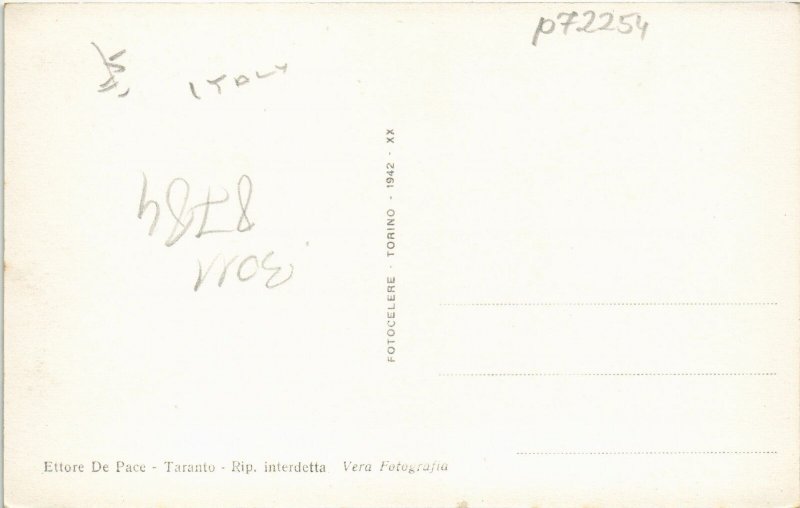 p72254
ITALY
8784
FOTOCELERE - TORINO - 1942 - XX
Ettore De Pace - Taranto - Rip. interdetta Vera Fotografia